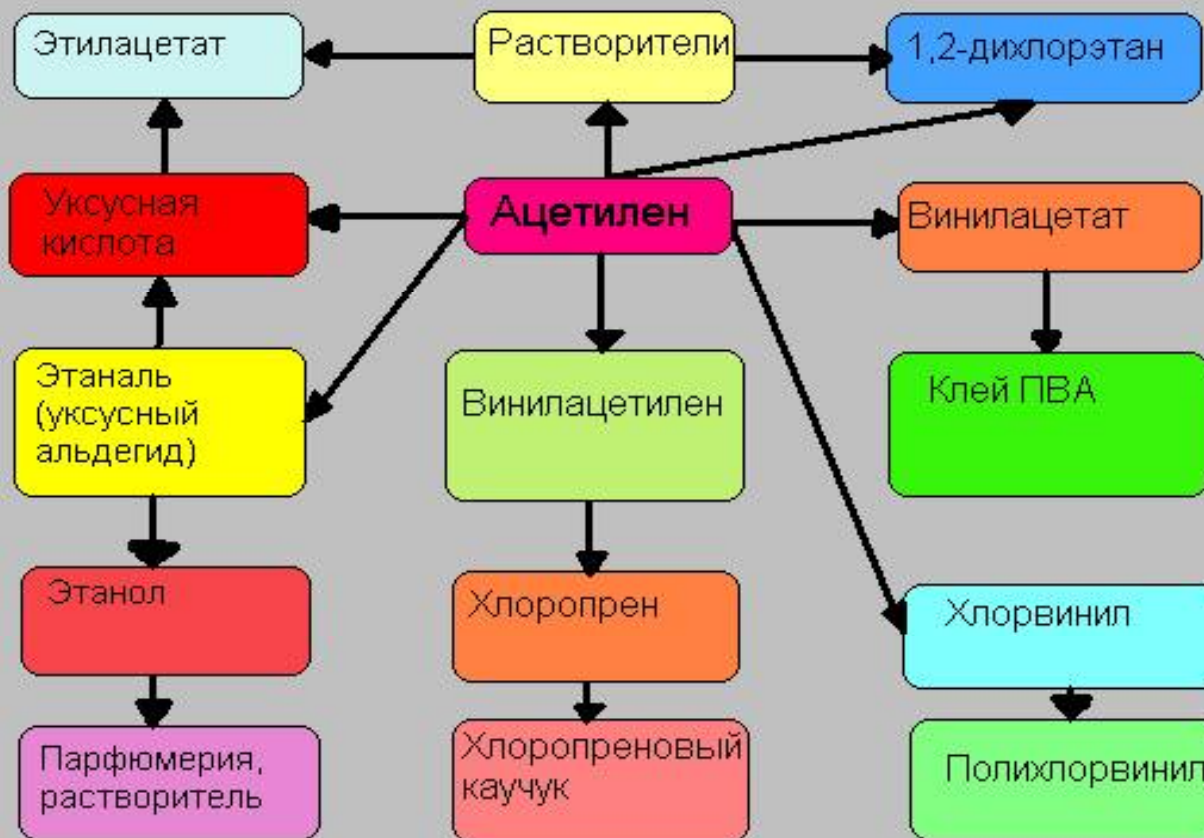 Этилацетат
Растворители
1,2-дихлорэтан
Уксусная
кислота
Ацетилен
Винилацетат
Этаналь
(уксусный
альдегид)
Винилацетилен
Клей ПВА
Этанол
Хлоропрен
Хлорвинил
Парфюмерия,
растворитель
Хлоропреновый
каучук
Полихлорвинил